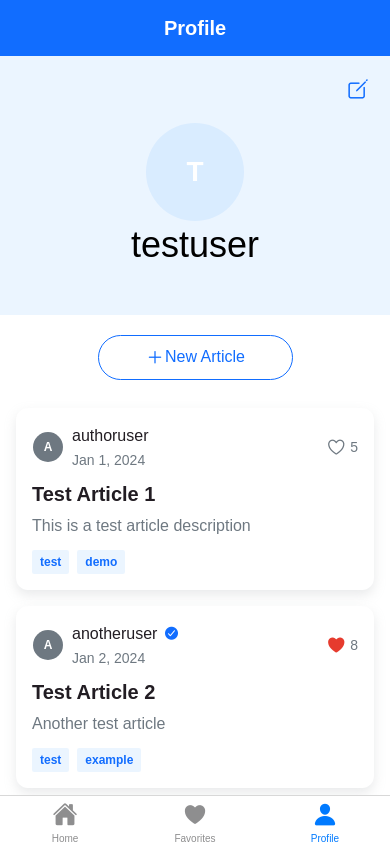 Profile
T
testuser
New Article
A
authoruser
Jan 1, 2024
5
Test Article 1
This is a test article description
test demo
A
anotheruser
Jan 2, 2024
8
Test Article 2
Another test article
test example
Home Favorites Profile